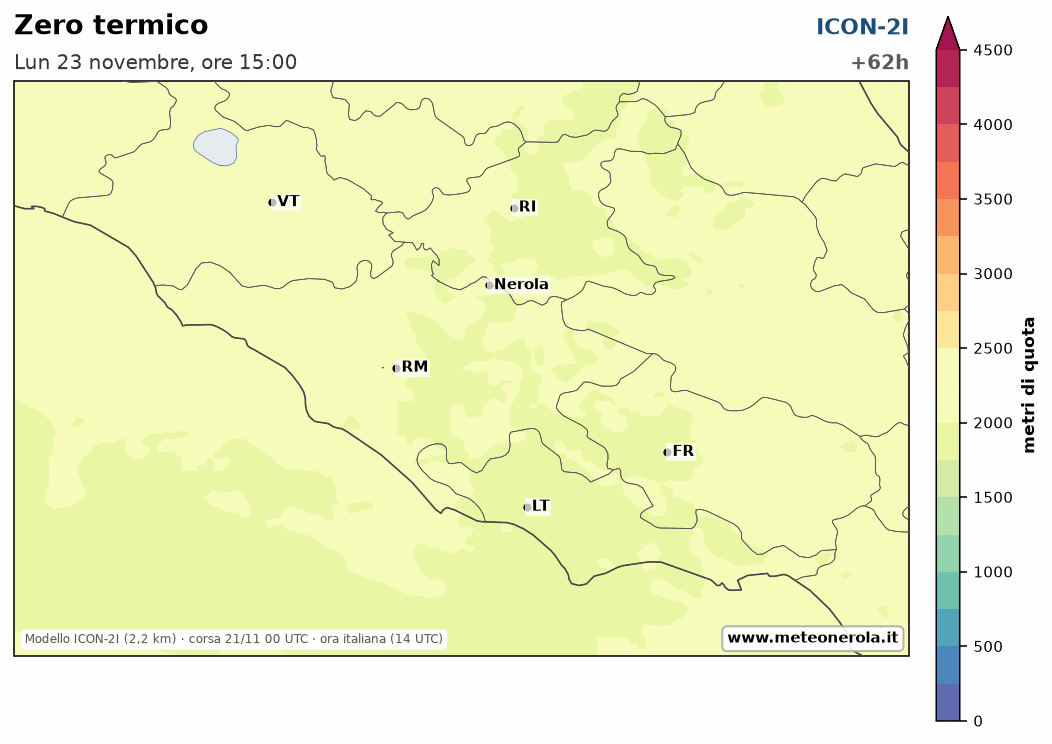 Zero termico
ICON-2I
Lun 23 novembre, ore 15:00
+62h
4500
4000
3500
3000
2500
2000
1500
1000
500
0
metri di quota
VT
RI
Nerola
RM
FR
LT
Modello ICON-2I (2,2 km) · corsa 21/11 00 UTC · ora italiana (14 UTC)
www.meteonerola.it